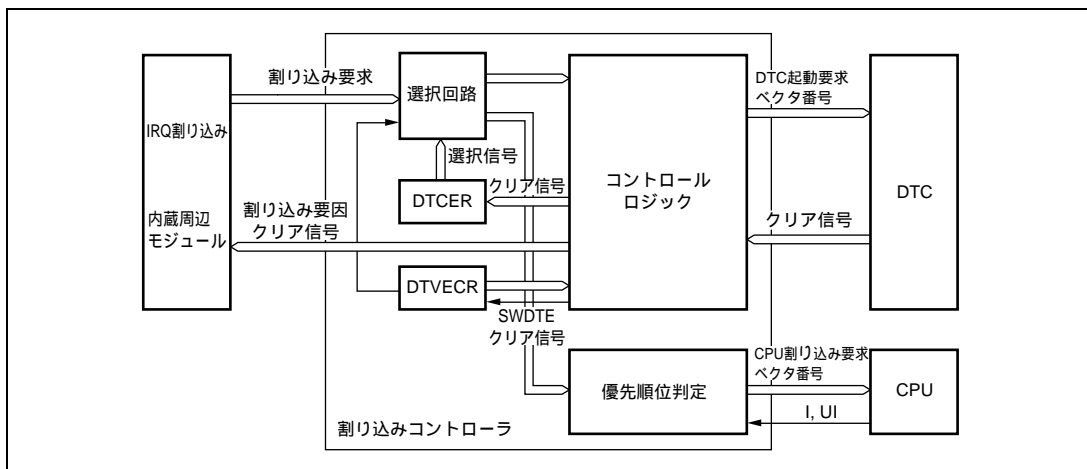 割り込み要求
IRQ割り込み
内蔵周辺
モジュール
選択回路
選択信号
DTCER
クリア信号
割り込み要因
クリア信号
DTVECR
SWDTE
クリア信号
コントロール
ロジック
DTC起動要求
ベクタ番号
クリア信号
DTC
優先順位判定
CPU割り込み要求
ベクタ番号
I, UI
CPU
割り込みコントローラ